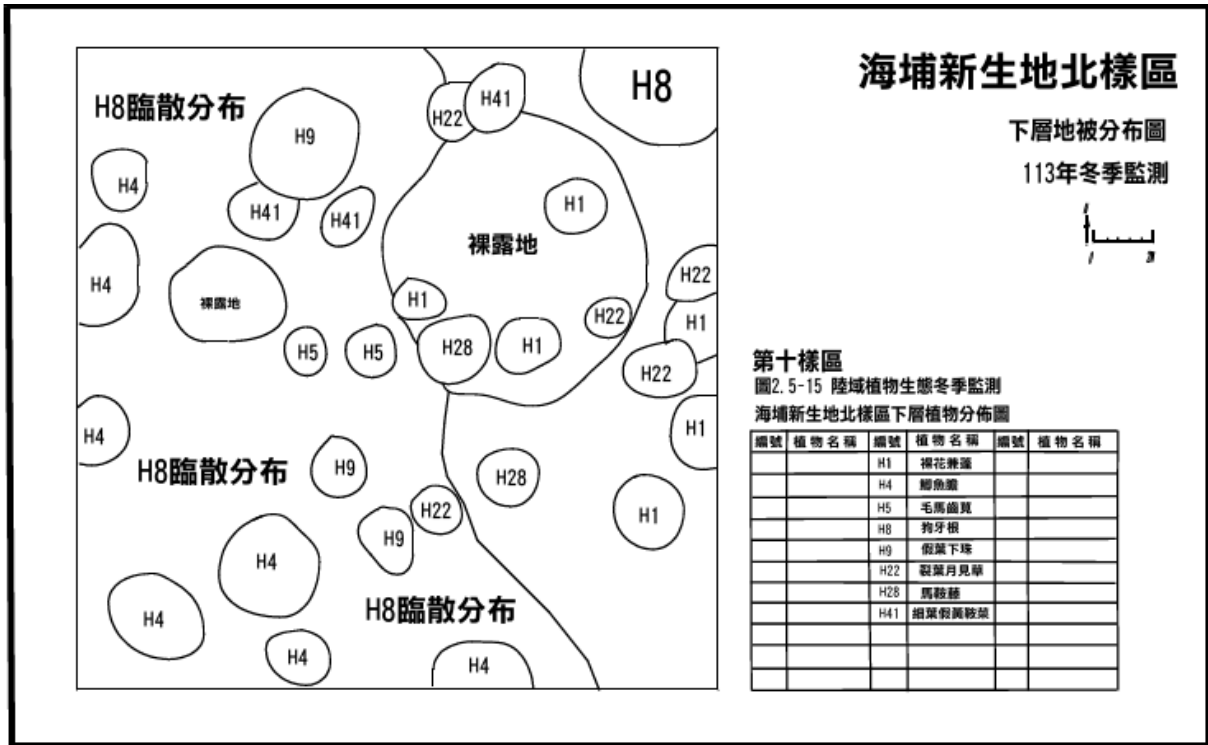 海埔新生地北樣區
下層地被分布圖
113年冬季監測
H8臨散分布
H9
H22
H41
H8
H4
H41
H41
H1
裸露地
H4
裸露地
H1
H22
H22
H1
H5
H5
H28
H1
H22
H4
H1
H8臨散分布
H9
H28
H22
H1
H9
H4
H8臨散分布
H4
H4
H4
第十樣區
圖2.5-15 陸域植物生態冬季監測
海埔新生地北樣區下層植物分佈圖
編號 植物名稱 編號 植物名稱 編號 植物名稱
H1 裸花鹻蓬
H4 鯽魚膽
H5 毛馬齒莧
H8 狗牙根
H9 假葉下珠
H22 裂葉月見草
H28 馬鞍藤
H41 細葉假黃鞍菜